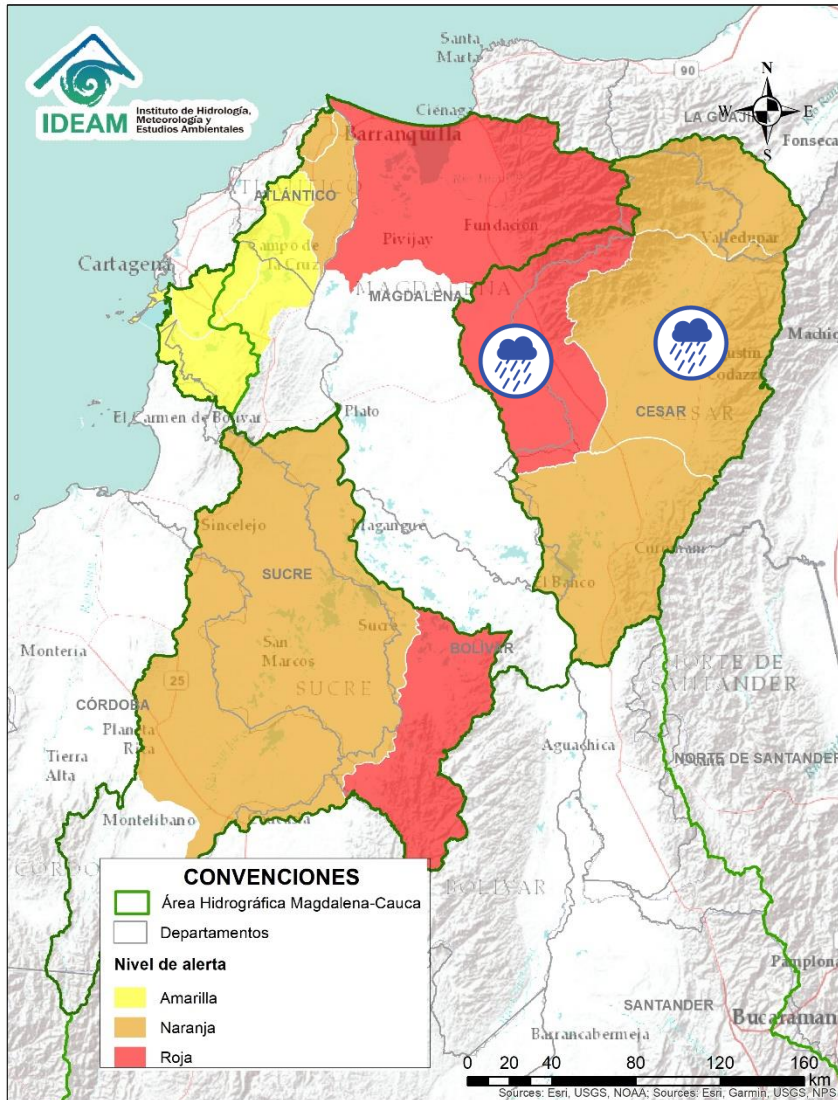 Santa
Marta
90
N
W
E
S
IDEAM
Instituto de Hidrología,
Meteorología y
Estudios Ambientales
Ciénaga
LA GUAJIRA
Fonseca
Barranquilla
ATLÁNTICO
Fundación
Campo de
la Cruz
Pivijay
Valledupar
Cartagena
MAGDALENA
MAGDALENA
Codazzi
CESAR
CESAR
El Carmen de Bolívar
Plato
Sincelejo
Magangue
Curumaní
SUCRE
El Banco
Sucre
San
Marcos
Montería
BOLÍVAR
NORTE DE
SANTANDER
25
SUCRE
CÓRDOBA
Planeta
Rica
Tierra
Alta
Aguachica
NORTE DE SANTANDER
Montelíbano
BOLÍVAR
CONVENCIONES
Área Hidrográfica Magdalena-Cauca
Departamentos
Nivel de alerta
Amarilla
Naranja
Roja
Pamplona
SANTANDER
Bucaraman
Barrancabermeja
0 20 40 80 120 160
km
Sources: Esri, USGS, NOAA; Sources: Esri, Garmin, USGS, NPS